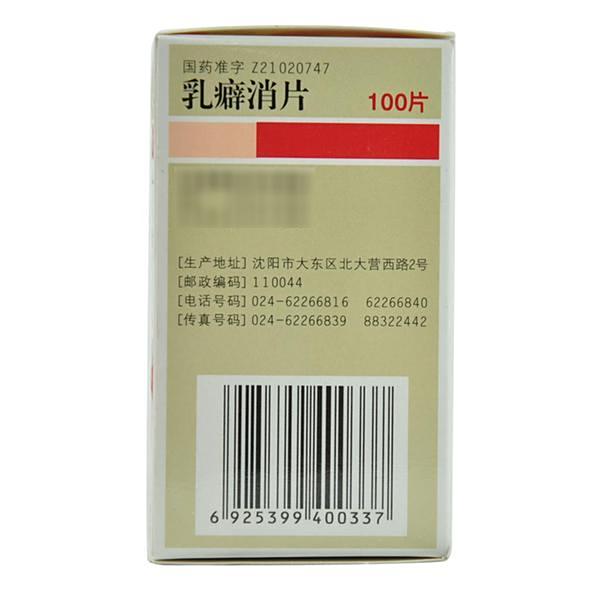 国药准字 Z21020747
乳癖消片 100片
[生产地址] 沈阳市大东区北大营西路2号
[邮政编码] 110044
[电话号码] 024-62266816 62266840
[传真号码] 024-62266839 88322442
6 925399 400337